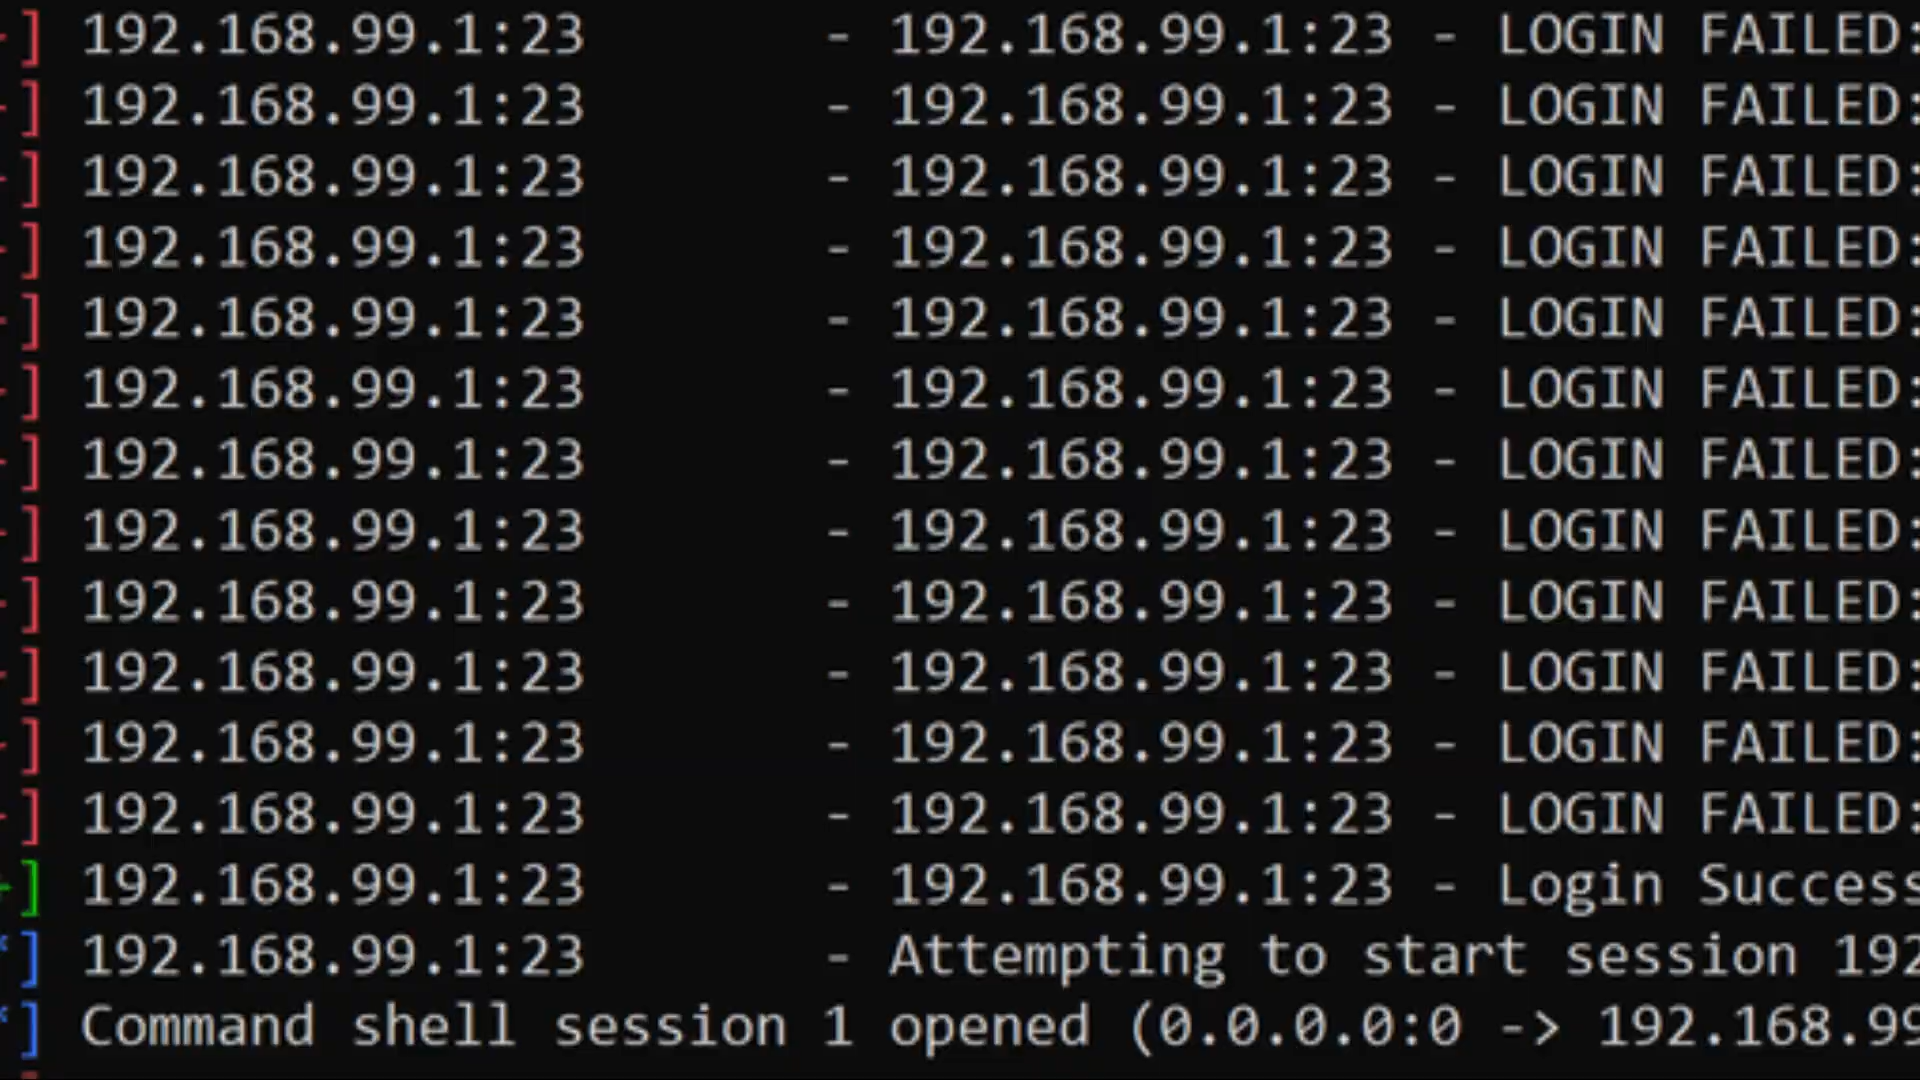 -] 192.168.99.1:23 - 192.168.99.1:23 - LOGIN FAILED:
-] 192.168.99.1:23 - 192.168.99.1:23 - LOGIN FAILED:
-] 192.168.99.1:23 - 192.168.99.1:23 - LOGIN FAILED:
-] 192.168.99.1:23 - 192.168.99.1:23 - LOGIN FAILED:
-] 192.168.99.1:23 - 192.168.99.1:23 - LOGIN FAILED:
-] 192.168.99.1:23 - 192.168.99.1:23 - LOGIN FAILED:
-] 192.168.99.1:23 - 192.168.99.1:23 - LOGIN FAILED:
-] 192.168.99.1:23 - 192.168.99.1:23 - LOGIN FAILED:
-] 192.168.99.1:23 - 192.168.99.1:23 - LOGIN FAILED:
-] 192.168.99.1:23 - 192.168.99.1:23 - LOGIN FAILED:
-] 192.168.99.1:23 - 192.168.99.1:23 - LOGIN FAILED:
-] 192.168.99.1:23 - 192.168.99.1:23 - LOGIN FAILED:
+] 192.168.99.1:23 - 192.168.99.1:23 - Login Success
*] 192.168.99.1:23 - Attempting to start session 192
*] Command shell session 1 opened (0.0.0.0:0 -> 192.168.99